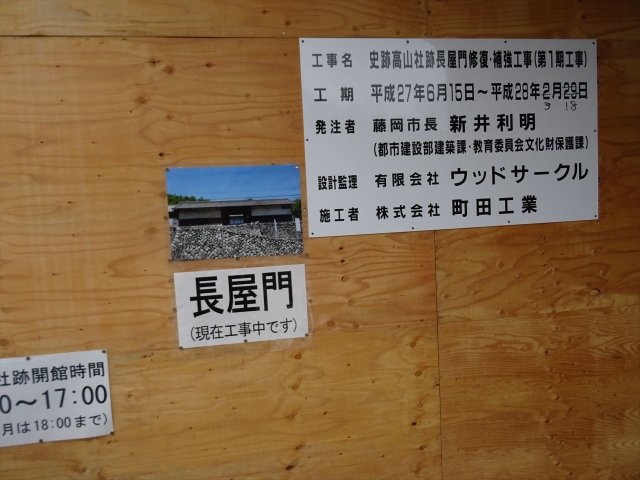 工事名 史跡高山社跡長屋門修復・補強工事(第1期工事)
工期 平成27年6月15日～平成28年2月29日
3 18
発注者 藤岡市長 新井利明
(都市建設部建築課・教育委員会文化財保護課)
設計監理 有限会社 ウッドサークル
施工者 株式会社 町田工業
長屋門
(現在工事中です)
社跡開館時間
0～17:00
月は18:00まで)